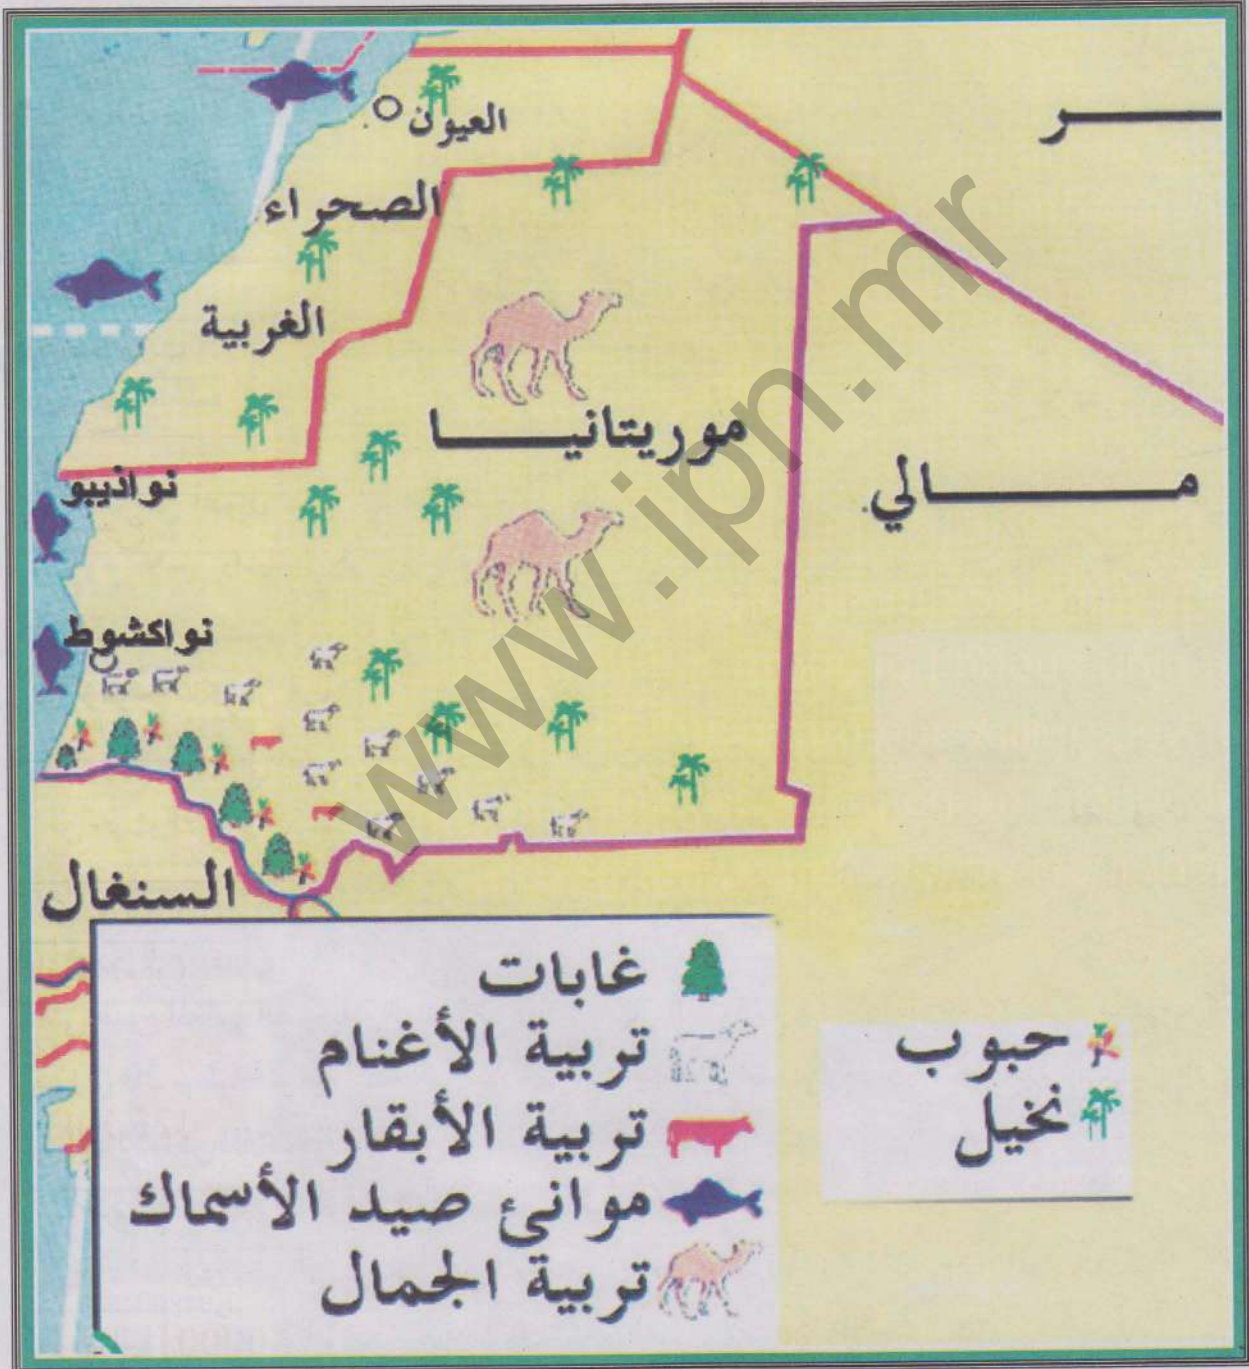 العيون
ـر
الصحراء
الغربية
موريتانيا
نواذيبو
مالي
نواكشوط
السنغال
غابات
تربية الأغنام
تربية الأبقار
موانئ صيد الأسماك
تربية الجمال
حبوب
نخيل
www.ipn.mr